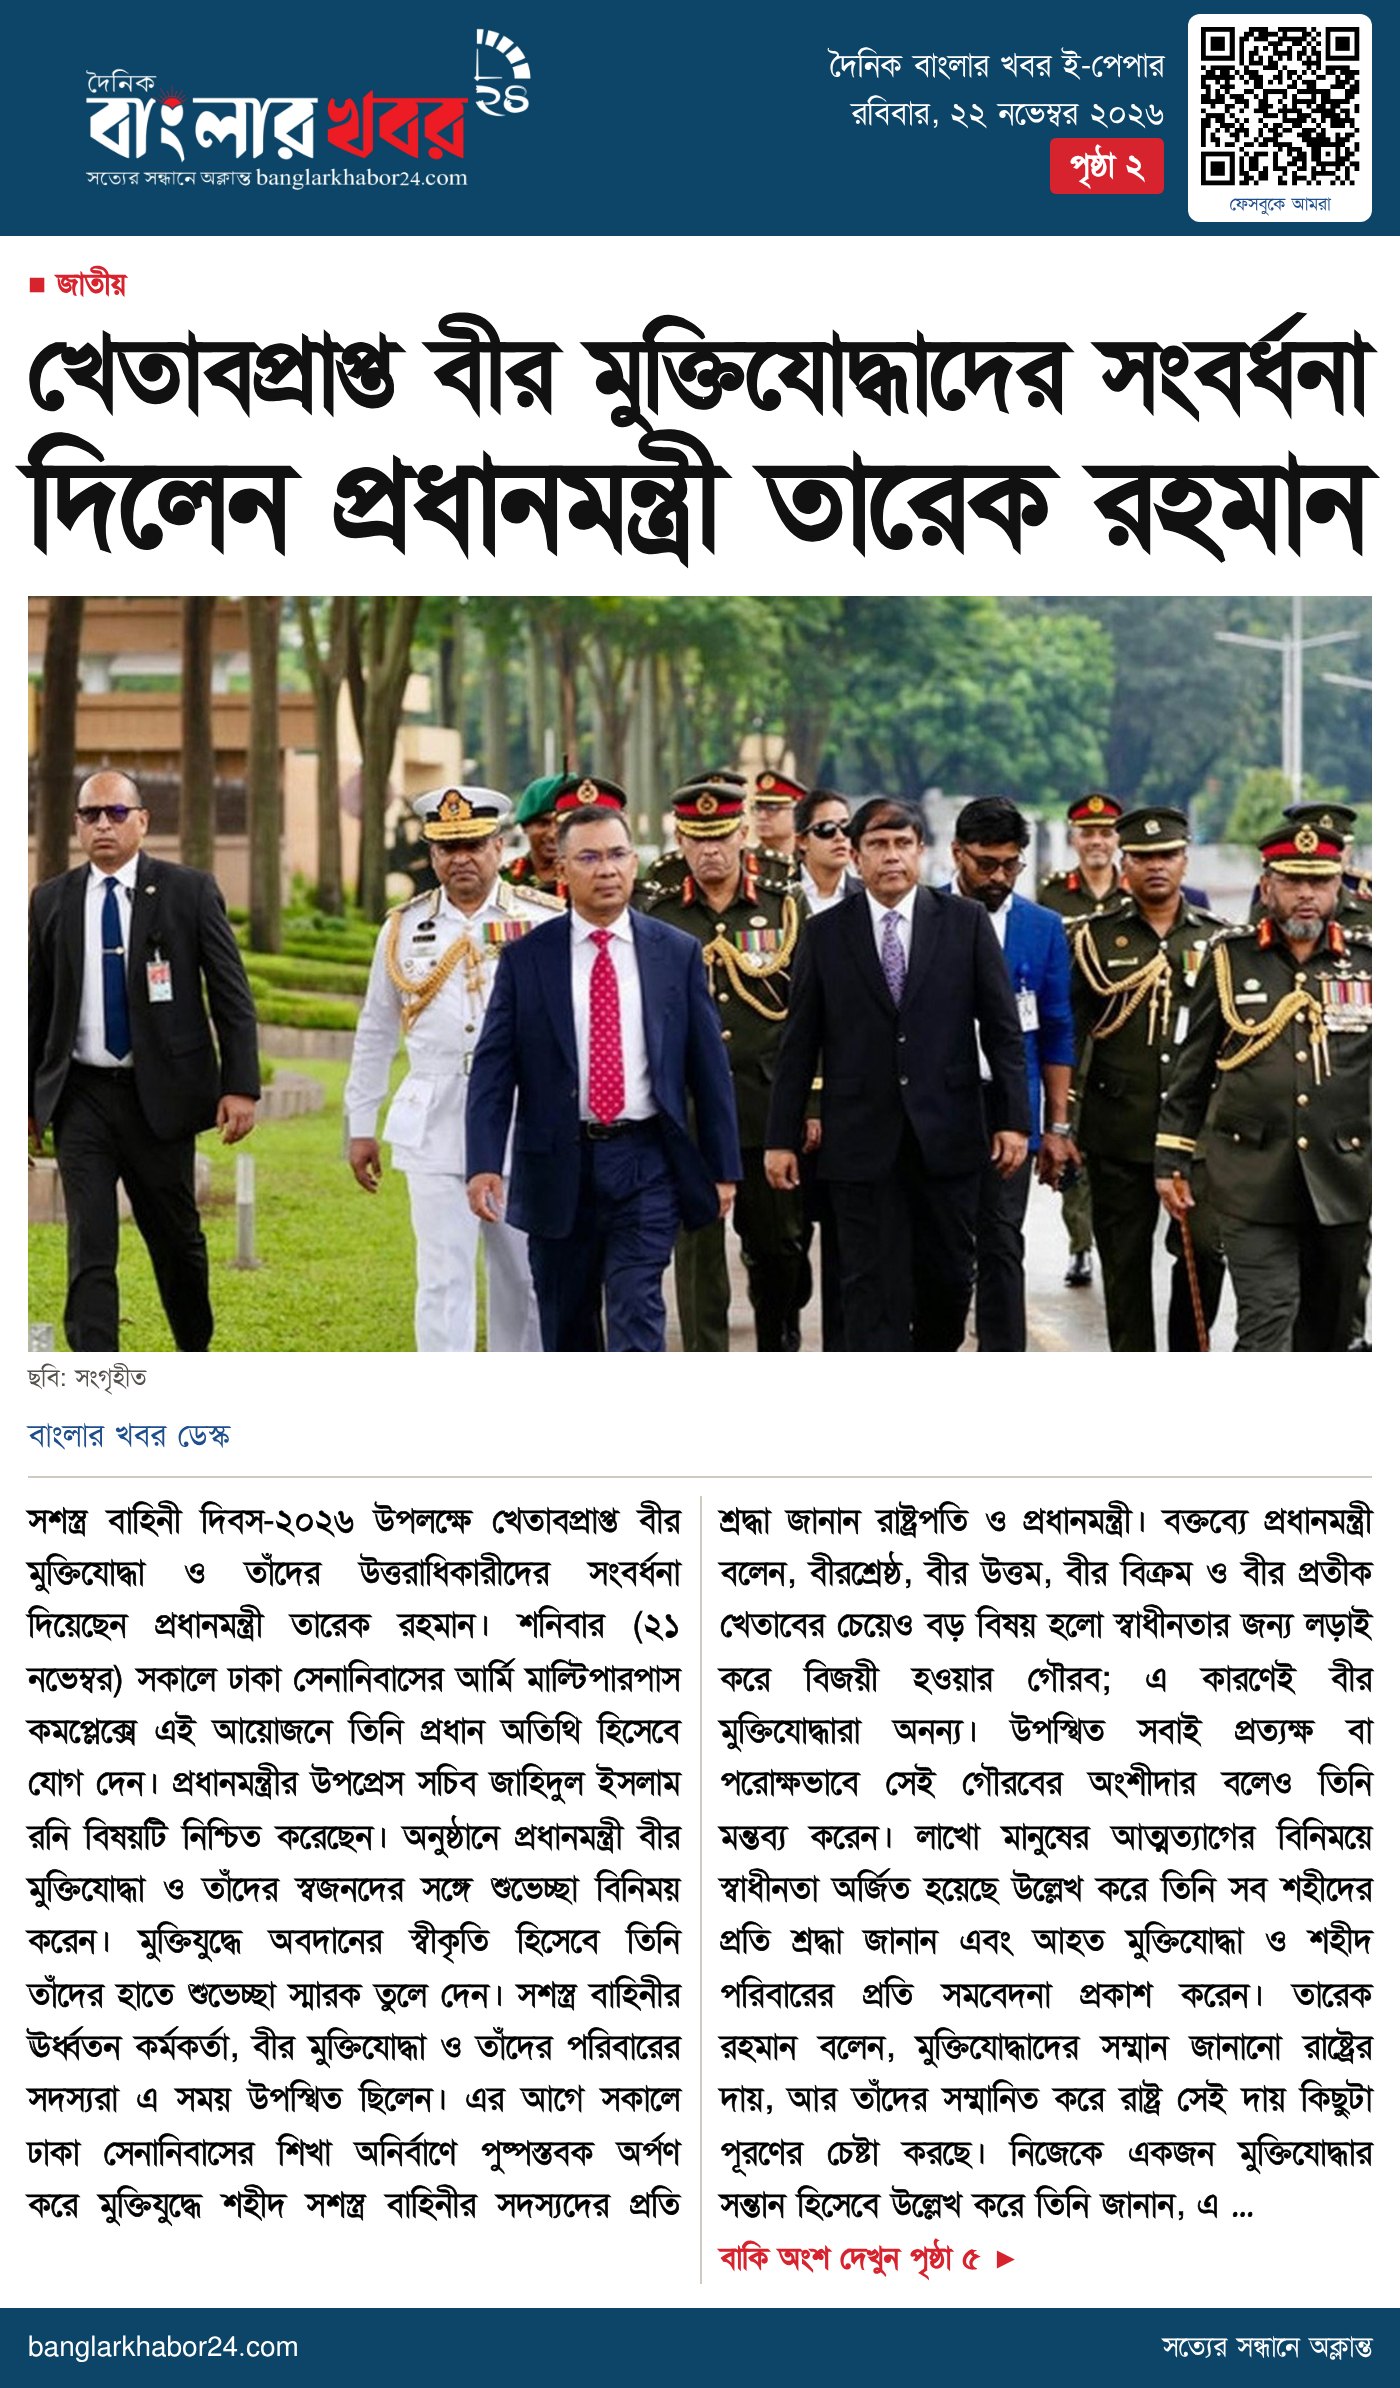 দৈনিক
বাংলার খবর
২৪
সত্যের সন্ধানে অক্লান্ত banglarkhabor24.com
দৈনিক বাংলার খবর ই-পেপার
রবিবার, ২২ নভেম্বর ২০২৬
পৃষ্ঠা ২
ফেসবুকে আমরা
■ জাতীয়
খেতাবপ্রাপ্ত বীর মুক্তিযোদ্ধাদের সংবর্ধনা
দিলেন প্রধানমন্ত্রী তারেক রহমান
ছবি: সংগৃহীত
বাংলার খবর ডেস্ক
সশস্ত্র বাহিনী দিবস-২০২৬ উপলক্ষে খেতাবপ্রাপ্ত বীর
মুক্তিযোদ্ধা ও তাঁদের উত্তরাধিকারীদের সংবর্ধনা
দিয়েছেন প্রধানমন্ত্রী তারেক রহমান। শনিবার (২১
নভেম্বর) সকালে ঢাকা সেনানিবাসের আর্মি মাল্টিপারপাস
কমপ্লেক্সে এই আয়োজনে তিনি প্রধান অতিথি হিসেবে
যোগ দেন। প্রধানমন্ত্রীর উপপ্রেস সচিব জাহিদুল ইসলাম
রনি বিষয়টি নিশ্চিত করেছেন। অনুষ্ঠানে প্রধানমন্ত্রী বীর
মুক্তিযোদ্ধা ও তাঁদের স্বজনদের সঙ্গে শুভেচ্ছা বিনিময়
করেন। মুক্তিযুদ্ধে অবদানের স্বীকৃতি হিসেবে তিনি
তাঁদের হাতে শুভেচ্ছা স্মারক তুলে দেন। সশস্ত্র বাহিনীর
ঊর্ধ্বতন কর্মকর্তা, বীর মুক্তিযোদ্ধা ও তাঁদের পরিবারের
সদস্যরা এ সময় উপস্থিত ছিলেন। এর আগে সকালে
ঢাকা সেনানিবাসের শিখা অনির্বাণে পুষ্পস্তবক অর্পণ
করে মুক্তিযুদ্ধে শহীদ সশস্ত্র বাহিনীর সদস্যদের প্রতি
শ্রদ্ধা জানান রাষ্ট্রপতি ও প্রধানমন্ত্রী। বক্তব্যে প্রধানমন্ত্রী
বলেন, বীরশ্রেষ্ঠ, বীর উত্তম, বীর বিক্রম ও বীর প্রতীক
খেতাবের চেয়েও বড় বিষয় হলো স্বাধীনতার জন্য লড়াই
করে বিজয়ী হওয়ার গৌরব; এ কারণেই বীর
মুক্তিযোদ্ধারা অনন্য। উপস্থিত সবাই প্রত্যক্ষ বা
পরোক্ষভাবে সেই গৌরবের অংশীদার বলেও তিনি
মন্তব্য করেন। লাখো মানুষের আত্মত্যাগের বিনিময়ে
স্বাধীনতা অর্জিত হয়েছে উল্লেখ করে তিনি সব শহীদের
প্রতি শ্রদ্ধা জানান এবং আহত মুক্তিযোদ্ধা ও শহীদ
পরিবারের প্রতি সমবেদনা প্রকাশ করেন। তারেক
রহমান বলেন, মুক্তিযোদ্ধাদের সম্মান জানানো রাষ্ট্রের
দায়, আর তাঁদের সম্মানিত করে রাষ্ট্র সেই দায় কিছুটা
পূরণের চেষ্টা করছে। নিজেকে একজন মুক্তিযোদ্ধার
সন্তান হিসেবে উল্লেখ করে তিনি জানান, এ ...
বাকি অংশ দেখুন পৃষ্ঠা ৫ ►
banglarkhabor24.com
সত্যের সন্ধানে অক্লান্ত